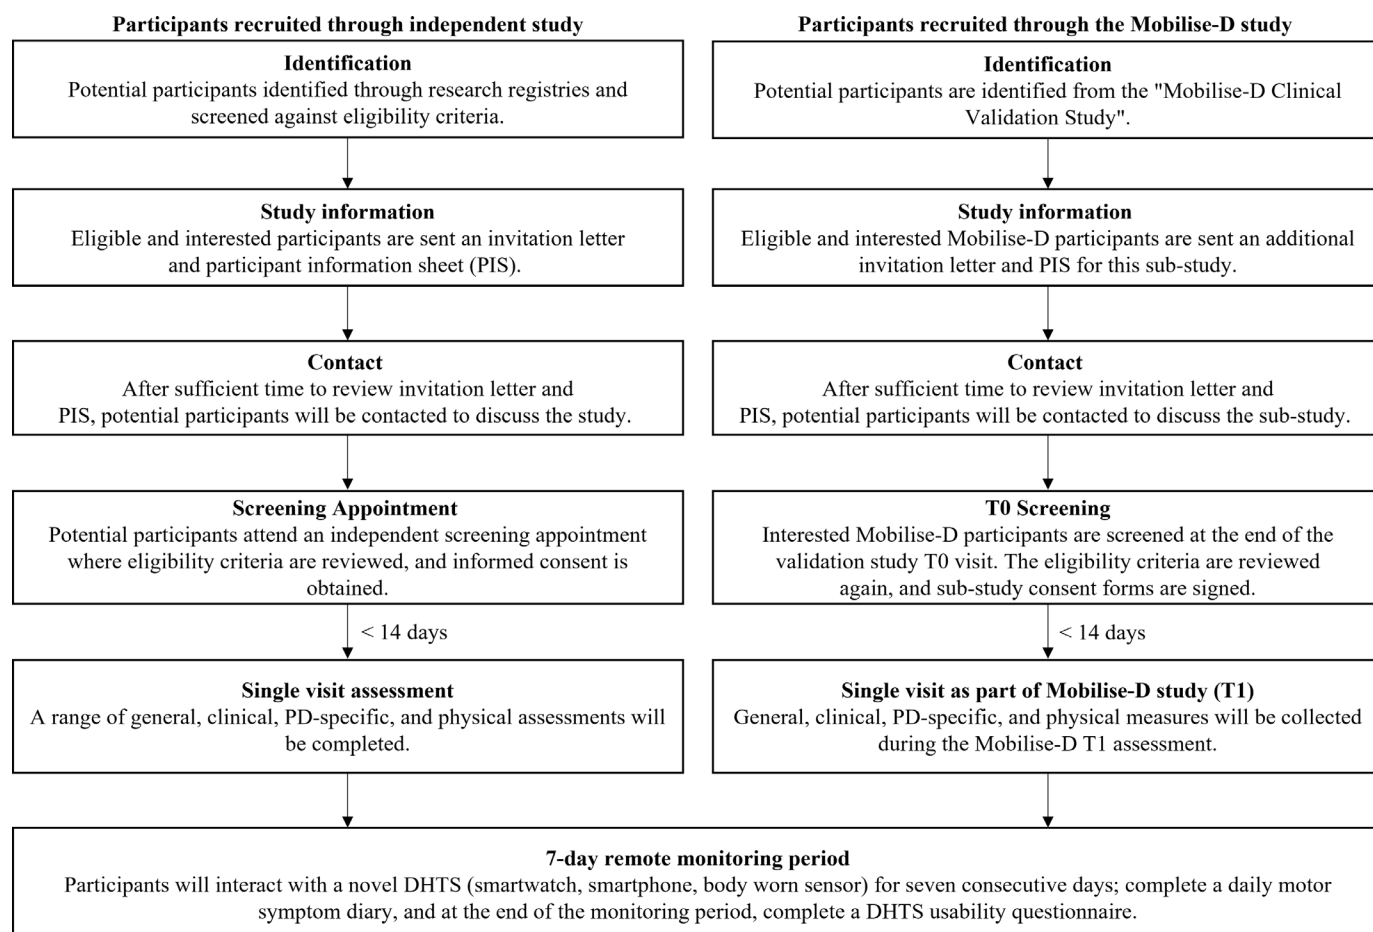 Participants recruited through independent study
Identification
Potential participants identified through research registries and
screened against eligibility criteria.
Study information
Eligible and interested participants are sent an invitation letter
and participant information sheet (PIS).
Contact
After sufficient time to review invitation letter and
PIS, potential participants will be contacted to discuss the study.
Screening Appointment
Potential participants attend an independent screening appointment
where eligibility criteria are reviewed, and informed consent is
obtained.
< 14 days
Single visit assessment
A range of general, clinical, PD-specific, and physical assessments will
be completed.
Participants recruited through the Mobilise-D study
Identification
Potential participants are identified from the "Mobilise-D Clinical
Validation Study".
Study information
Eligible and interested Mobilise-D participants are sent an additional
invitation letter and PIS for this sub-study.
Contact
After sufficient time to review invitation letter and
PIS, potential participants will be contacted to discuss the sub-study.
T0 Screening
Interested Mobilise-D participants are screened at the end of the
validation study T0 visit. The eligibility criteria are reviewed
again, and sub-study consent forms are signed.
< 14 days
Single visit as part of Mobilise-D study (T1)
General, clinical, PD-specific, and physical measures will be collected
during the Mobilise-D T1 assessment.
7-day remote monitoring period
Participants will interact with a novel DHTS (smartwatch, smartphone, body worn sensor) for seven consecutive days; complete a daily motor
symptom diary, and at the end of the monitoring period, complete a DHTS usability questionnaire.